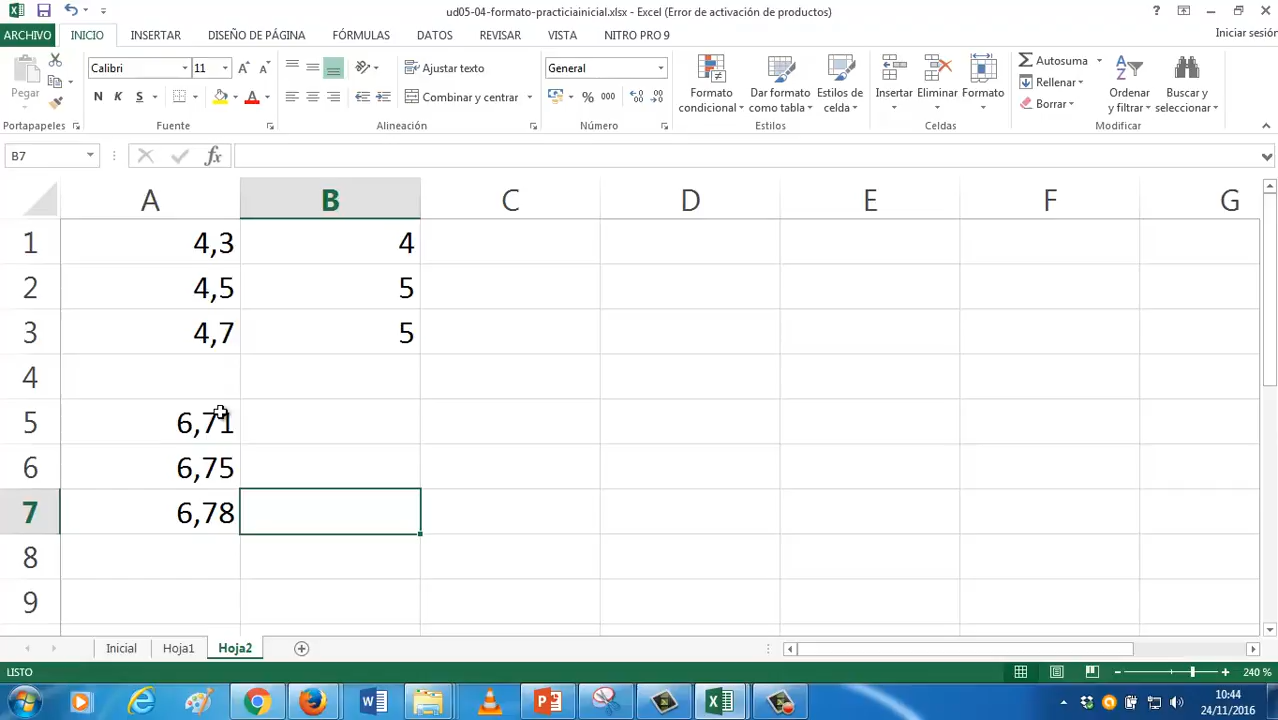 ud05-04-formato-practiciainicial.xlsx - Excel (Error de activación de productos)
ARCHIVO INICIO INSERTAR DISEÑO DE PÁGINA FÓRMULAS DATOS REVISAR VISTA NITRO PRO 9 Iniciar sesión
Pegar
Calibri 11
N K S
Ajustar texto
Combinar y centrar
General
% 000
Formato condicional
Dar formato como tabla
Estilos de celda
Insertar Eliminar Formato
Autosuma
Rellenar
Borrar
Ordenar y filtrar
Buscar y seleccionar
Portapapeles Fuente Alineación Número Estilos Celdas Modificar
B7 fx
A B C D E F G
1 4,3 4
2 4,5 5
3 4,7 5
4
5 6,71
6 6,75
7 6,78
8
9
Inicial Hoja1 Hoja2
LISTO 240 %
10:44
24/11/2016